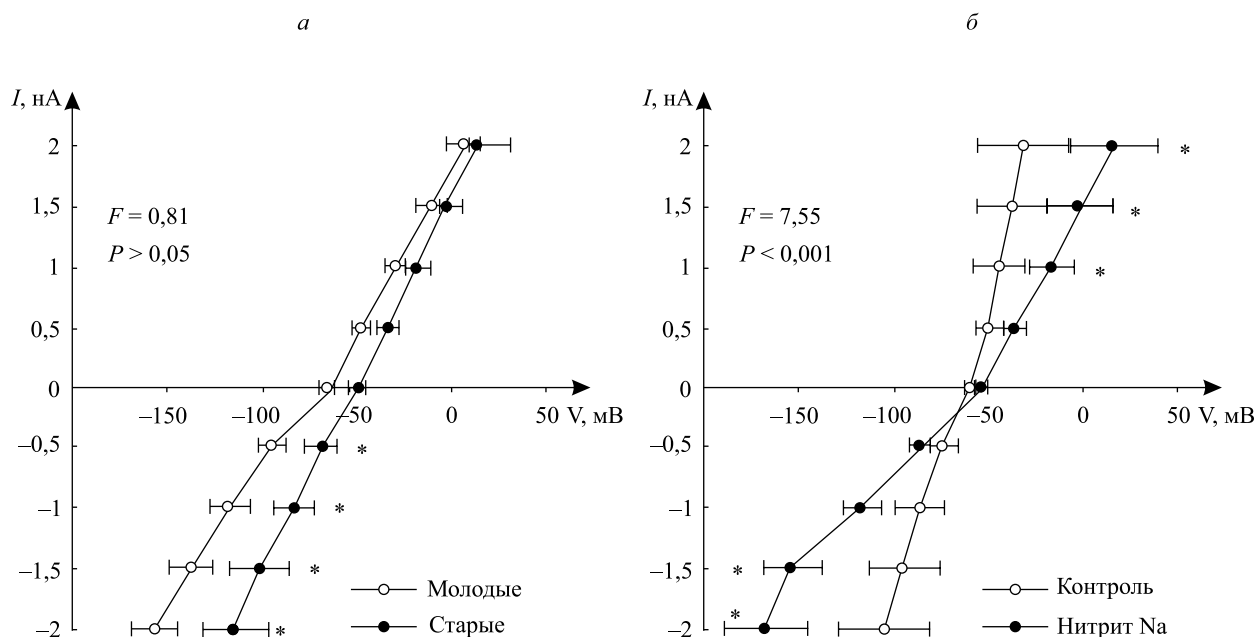 а
б
I, нА
2
1,5
1
0,5
0
–0,5
–1
–1,5
–2
–150
–100
–50
0
50
V, мВ
F = 0,81
P > 0,05
*
*
*
*
Молодые
Старые
I, нА
2
1,5
1
0,5
0
–0,5
–1
–1,5
–2
–150
–100
–50
0
50
V, мВ
F = 7,55
P < 0,001
*
*
*
*
*
Контроль
Нитрит Na